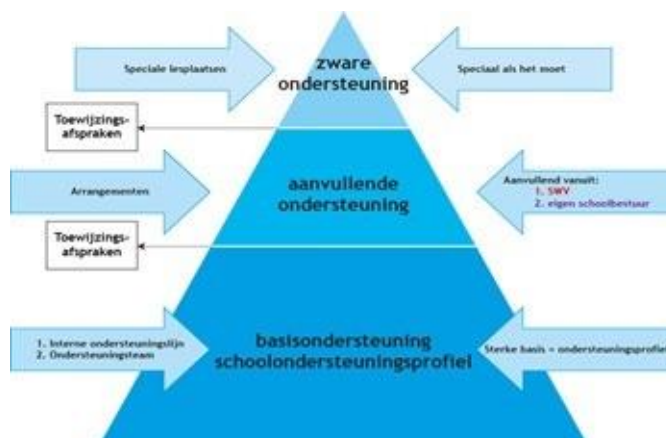 zware
ondersteuning
Speciale lesplaatsen
Speciaal als het moet
Toewijzings-
afspraken
aanvullende
ondersteuning
Arrangementen
Aanvullend vanuit:
1. SWV
2. eigen schoolbestuur
Toewijzings-
afspraken
basisondersteuning
schoolondersteuningsprofiel
1. Interne ondersteuningslijn
2. Ondersteuningsteam
Sterke basis = ondersteuningsprofiel